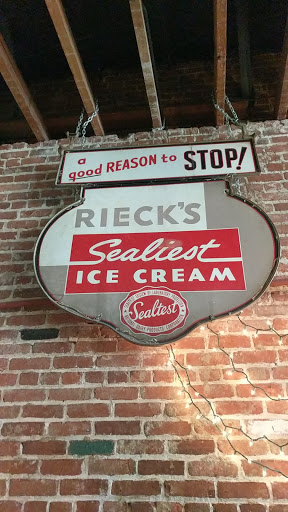 a
good REASON to STOP!
RIECK'S
Sealtest
ICE CREAM
Sealtest